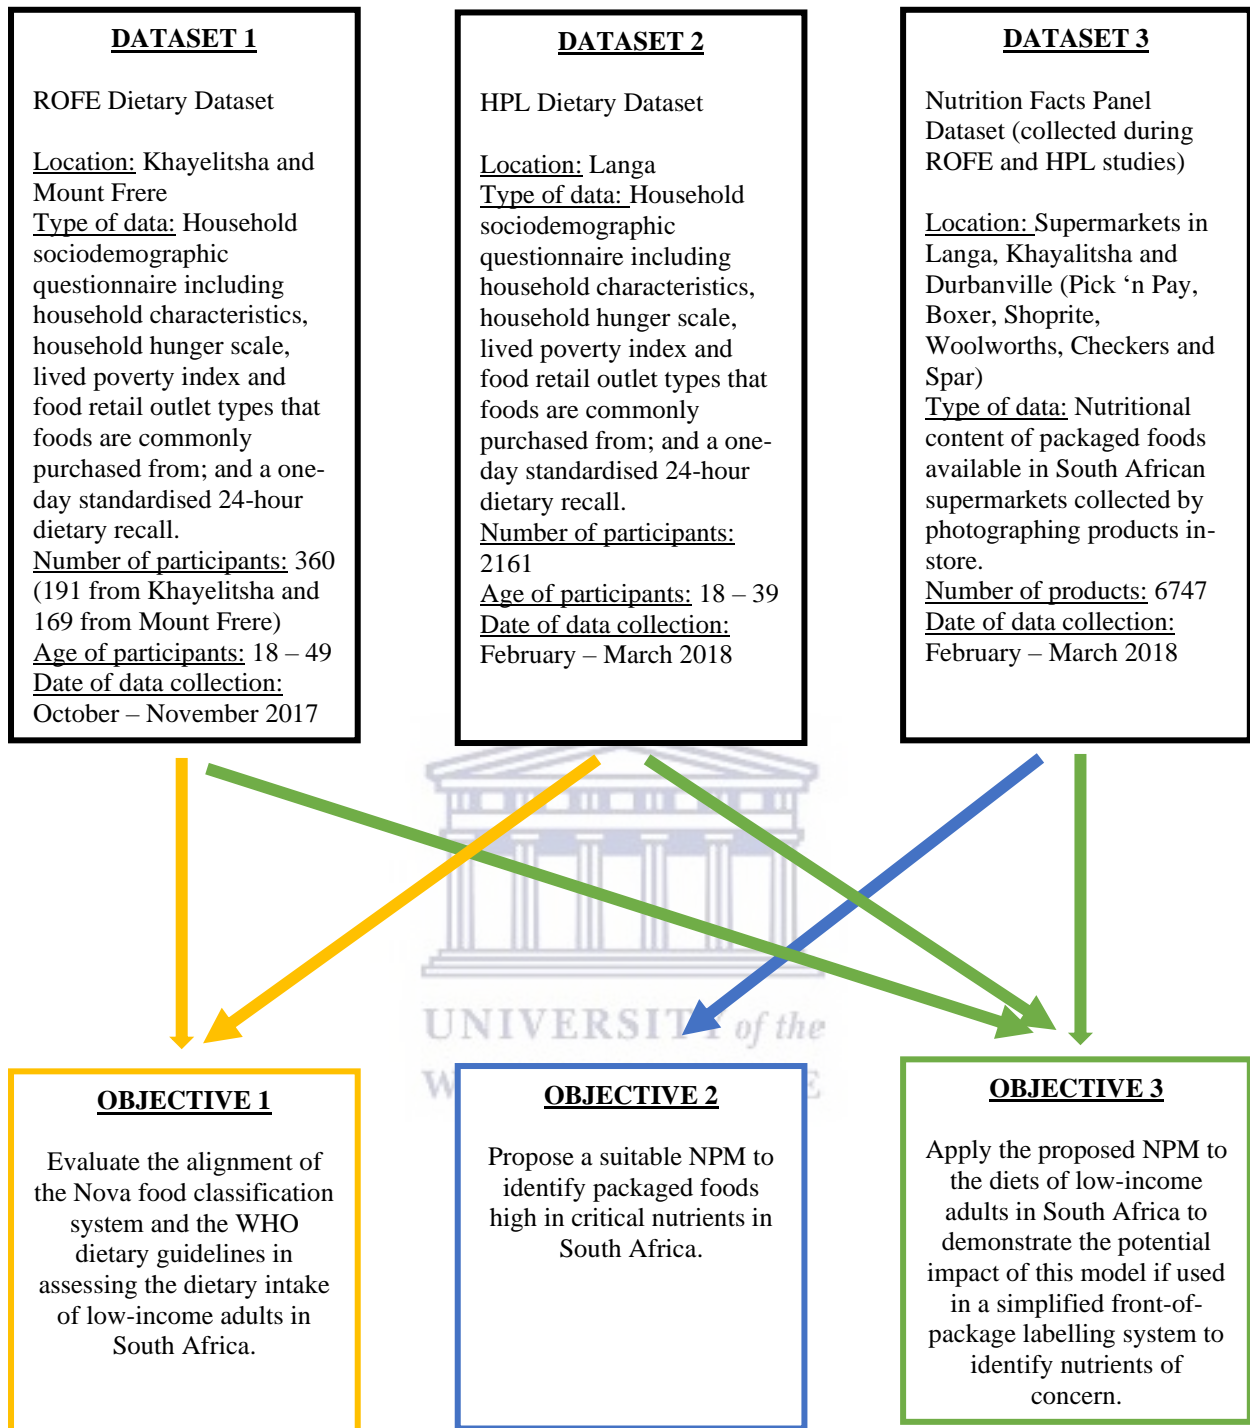 DATASET 1
ROFE Dietary Dataset
Location: Khayelitsha and
Mount Frere
Type of data: Household
sociodemographic
questionnaire including
household characteristics,
household hunger scale,
lived poverty index and
food retail outlet types that
foods are commonly
purchased from; and a one-
day standardised 24-hour
dietary recall.
Number of participants: 360
(191 from Khayelitsha and
169 from Mount Frere)
Age of participants: 18 – 49
Date of data collection:
October – November 2017
DATASET 2
HPL Dietary Dataset
Location: Langa
Type of data: Household
sociodemographic
questionnaire including
household characteristics,
household hunger scale,
lived poverty index and
food retail outlet types that
foods are commonly
purchased from; and a one-
day standardised 24-hour
dietary recall.
Number of participants:
2161
Age of participants: 18 – 39
Date of data collection:
February – March 2018
DATASET 3
Nutrition Facts Panel
Dataset (collected during
ROFE and HPL studies)
Location: Supermarkets in
Langa, Khayalitsha and
Durbanville (Pick ‘n Pay,
Boxer, Shoprite,
Woolworths, Checkers and
Spar)
Type of data: Nutritional
content of packaged foods
available in South African
supermarkets collected by
photographing products in-
store.
Number of products: 6747
Date of data collection:
February – March 2018
UNIVERSITY of the
OBJECTIVE 1
Evaluate the alignment of
the Nova food classification
system and the WHO
dietary guidelines in
assessing the dietary intake
of low-income adults in
South Africa.
OBJECTIVE 2
Propose a suitable NPM to
identify packaged foods
high in critical nutrients in
South Africa.
OBJECTIVE 3
Apply the proposed NPM to
the diets of low-income
adults in South Africa to
demonstrate the potential
impact of this model if used
in a simplified front-of-
package labelling system to
identify nutrients of
concern.